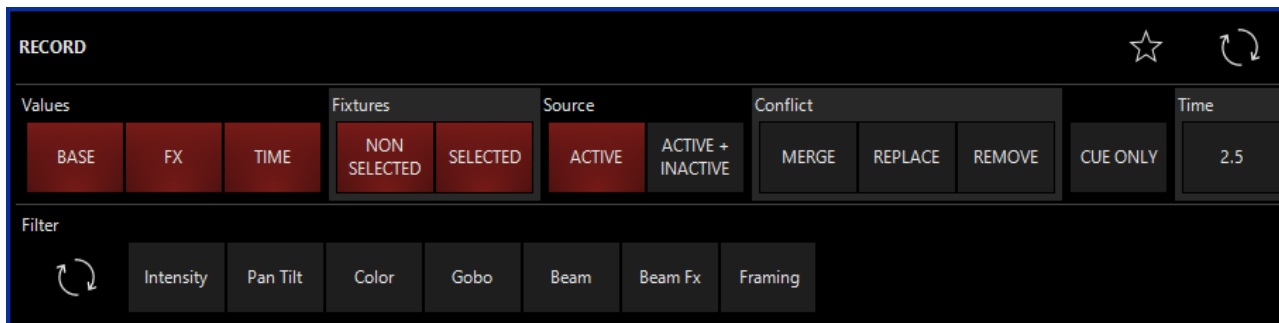 RECORD
Values Fixtures Source Conflict Time
BASE FX TIME NON SELECTED SELECTED ACTIVE ACTIVE + INACTIVE MERGE REPLACE REMOVE CUE ONLY 2.5
Filter
Intensity Pan Tilt Color Gobo Beam Beam Fx Framing